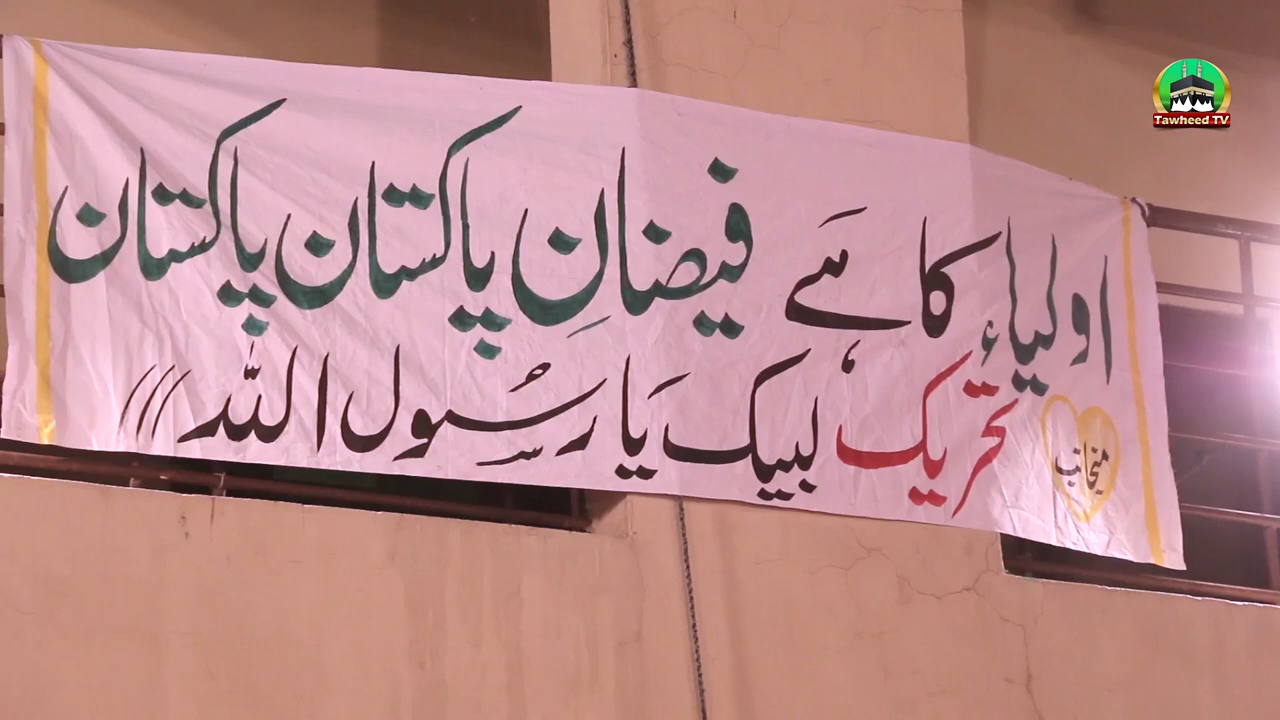 اولیاء کا ہے فیضانِ پاکستان پاکستان
منجانب تحریک لبیک یا رسول اللہ ///
Tawheed TV